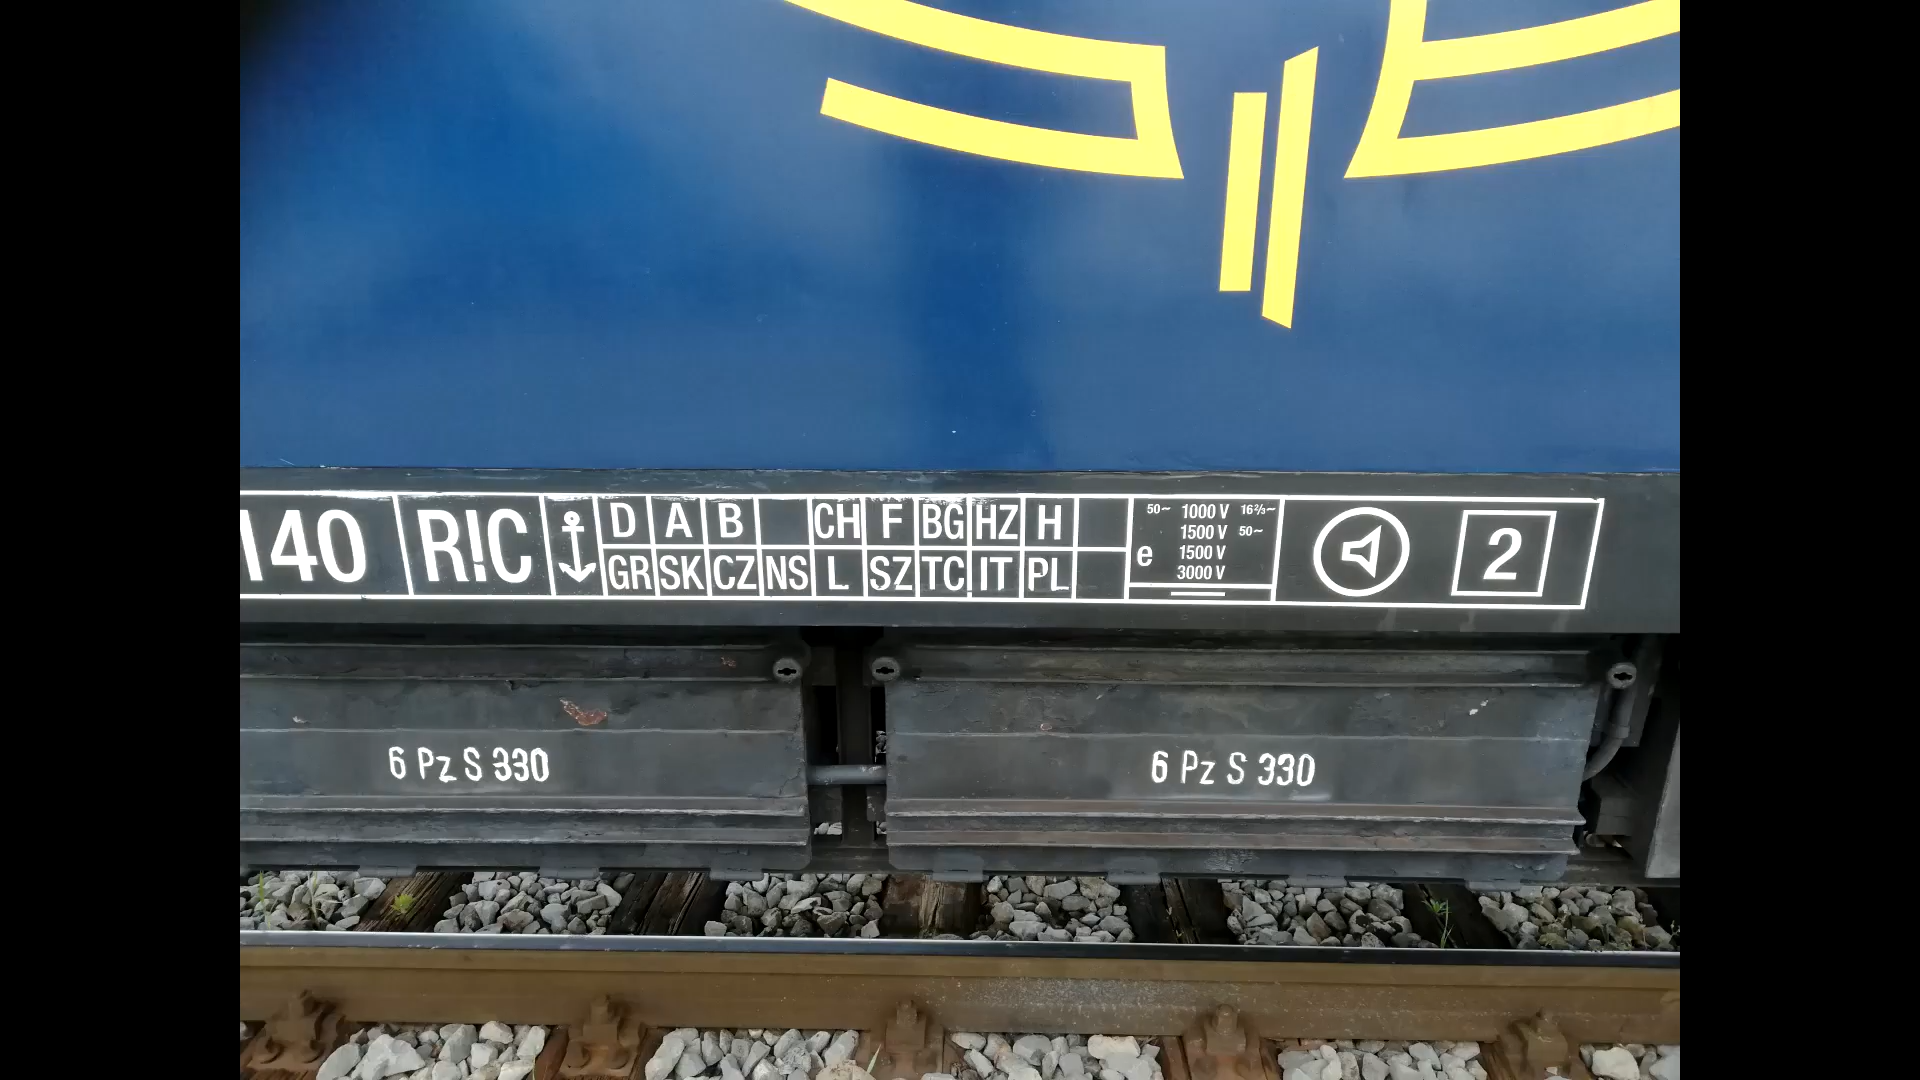 140 R!C D A B CH F BG HZ H
GR SK CZ NS L SZ TC IT PL
50~ 1000 V 16⅔~
1500 V 50~
e 1500 V
3000 V
2
6 Pz S 330
6 Pz S 330